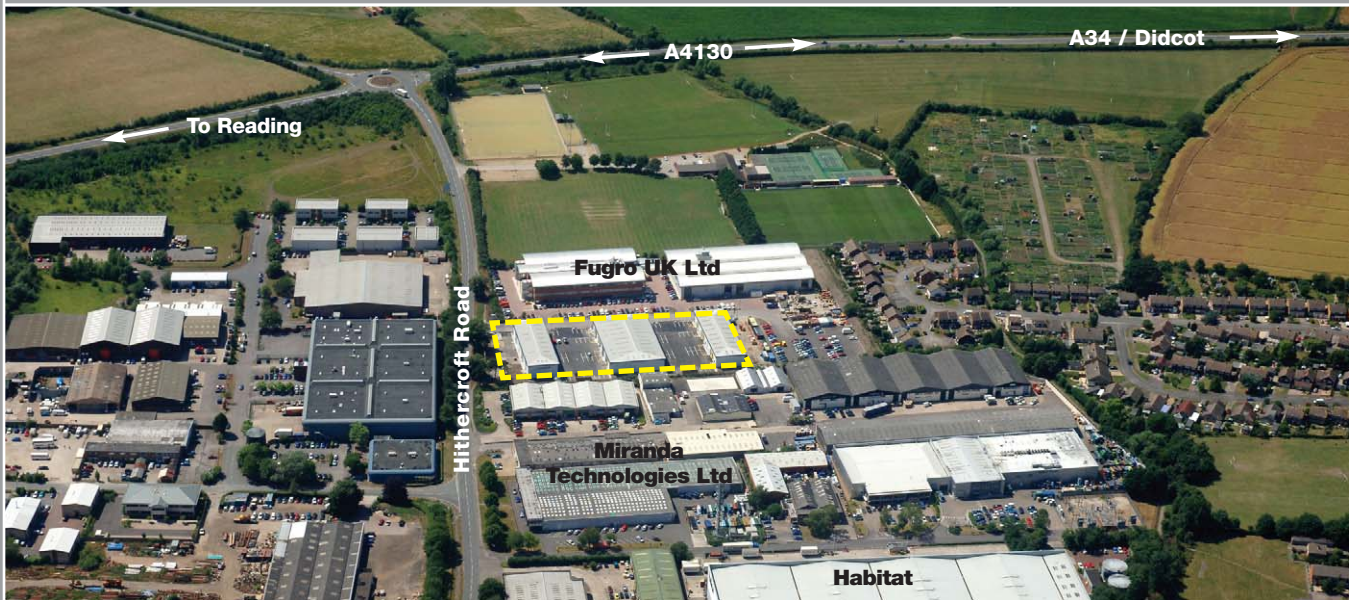 A4130
A34 / Didcot
To Reading
Fugro UK Ltd
Hithercroft Road
Miranda
Technologies Ltd
Habitat